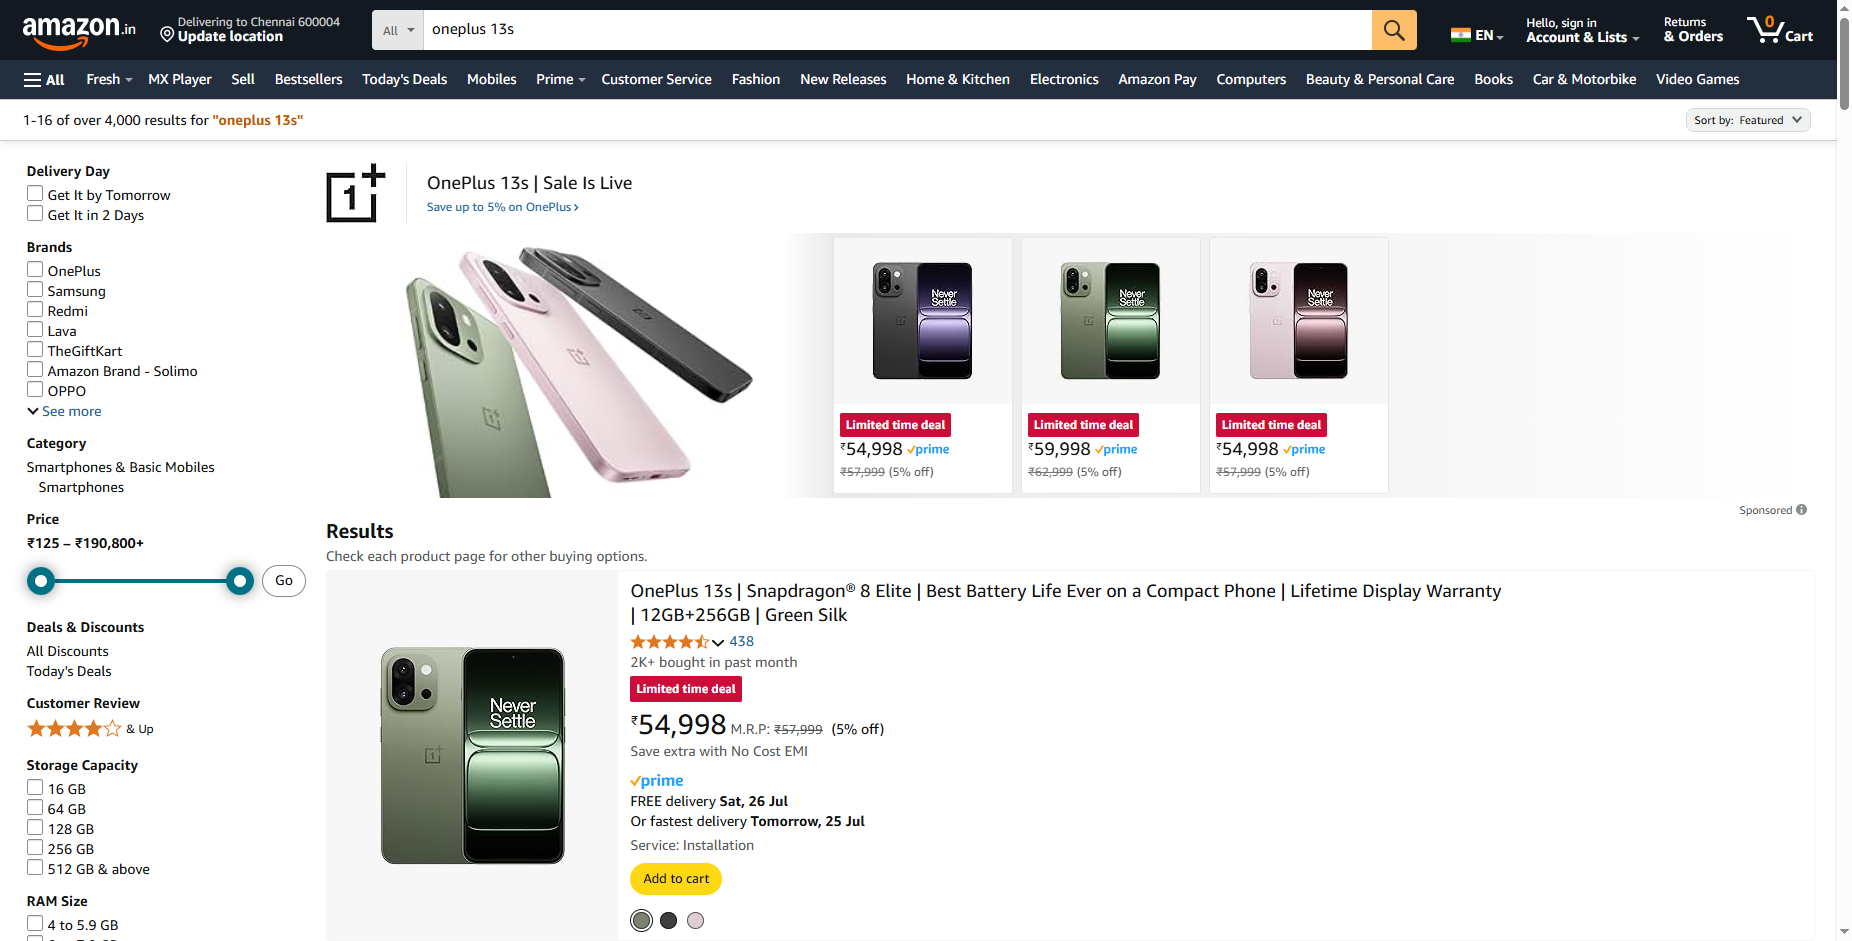 amazon.in
Delivering to Chennai 600004
Update location
All
oneplus 13s
EN
Hello, sign in
Account & Lists
Returns
& Orders
0
Cart
All
Fresh
MX Player
Sell
Bestsellers
Today's Deals
Mobiles
Prime
Customer Service
Fashion
New Releases
Home & Kitchen
Electronics
Amazon Pay
Computers
Beauty & Personal Care
Books
Car & Motorbike
Video Games
1-16 of over 4,000 results for "oneplus 13s"
Sort by: Featured
Delivery Day
Get It by Tomorrow
Get It in 2 Days
Brands
OnePlus
Samsung
Redmi
Lava
TheGiftKart
Amazon Brand - Solimo
OPPO
See more
Category
Smartphones & Basic Mobiles
Smartphones
Price
₹125 – ₹190,800+
Go
Deals & Discounts
All Discounts
Today's Deals
Customer Review
& Up
Storage Capacity
16 GB
64 GB
128 GB
256 GB
512 GB & above
RAM Size
4 to 5.9 GB
1+
OnePlus 13s | Sale Is Live
Save up to 5% on OnePlus ›
Never
Settle
Limited time deal
₹54,998 prime
₹57,999 (5% off)
Never
Settle
Limited time deal
₹59,998 prime
₹62,999 (5% off)
Never
Settle
Limited time deal
₹54,998 prime
₹57,999 (5% off)
Sponsored
Results
Check each product page for other buying options.
Never
Settle
OnePlus 13s | Snapdragon® 8 Elite | Best Battery Life Ever on a Compact Phone | Lifetime Display Warranty
| 12GB+256GB | Green Silk
438
2K+ bought in past month
Limited time deal
₹54,998 M.R.P: ₹57,999 (5% off)
Save extra with No Cost EMI
prime
FREE delivery Sat, 26 Jul
Or fastest delivery Tomorrow, 25 Jul
Service: Installation
Add to cart